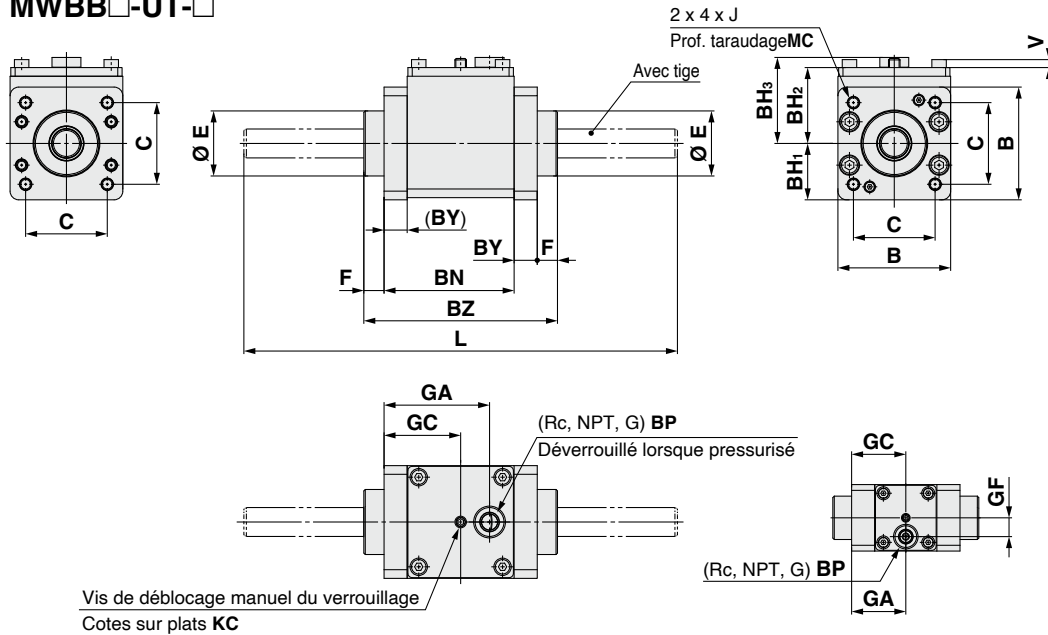 MWBB□-UT-□
2 x 4 x J
Prof. taraudageMC
V
Avec tige
BH3
BH2
BH1
C
C
Ø E
Ø E
C
B
C
B
(BY)
BY
F
F
BN
BZ
L
GA
GC
(Rc, NPT, G) BP
Déverrouillé lorsque pressurisé
GC
GF
(Rc, NPT, G) BP
GA
Vis de déblocage manuel du verrouillage
Cotes sur plats KC